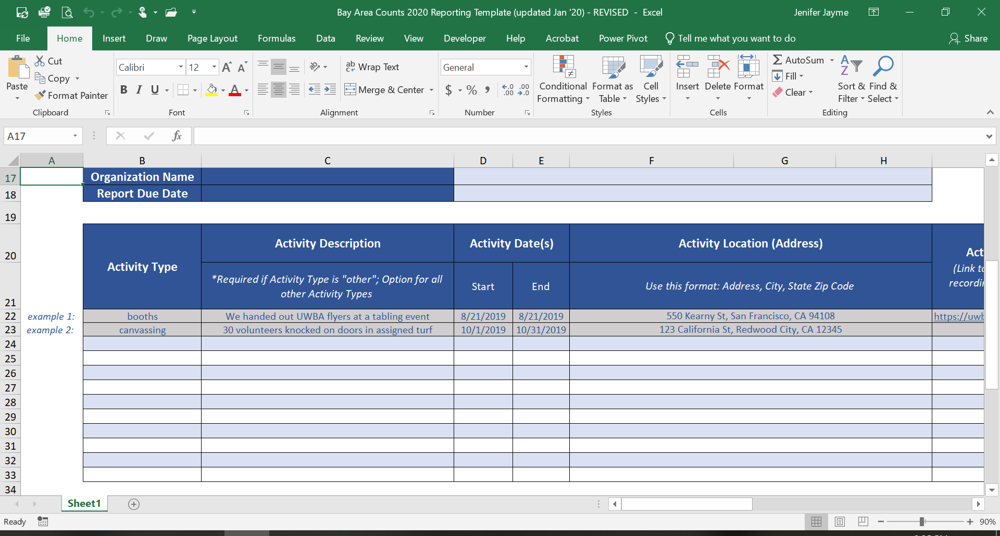 Bay Area Counts 2020 Reporting Template (updated Jan '20) - REVISED - Excel
Jenifer Jayme
File Home Insert Draw Page Layout Formulas Data Review View Developer Help Acrobat Power Pivot Tell me what you want to do Share
Paste
Cut
Copy
Format Painter
Clipboard
Calibri 12 A A
B I U A
Font
Wrap Text
Merge & Center
Alignment
General
$ % ,
Number
Conditional Formatting
Format as Table
Cell Styles
Styles
Insert Delete Format
Cells
AutoSum
Fill
Clear
Sort & Filter
Find & Select
Editing
A17 fx
A B C D E F G H
17 Organization Name
18 Report Due Date
19
20 Activity Type Activity Description Activity Date(s) Activity Location (Address) Act
21 *Required if Activity Type is "other"; Option for all
other Activity Types
Start End Use this format: Address, City, State Zip Code
(Link to
recordi
22 example 1: booths We handed out UWBA flyers at a tabling event 8/21/2019 8/21/2019 550 Kearny St, San Francisco, CA 94108 https://uwb
23 example 2: canvassing 30 volunteers knocked on doors in assigned turf 10/1/2019 10/31/2019 123 California St, Redwood City, CA 12345
24
25
26
27
28
29
30
31
32
33
34
Sheet1
Ready
90%